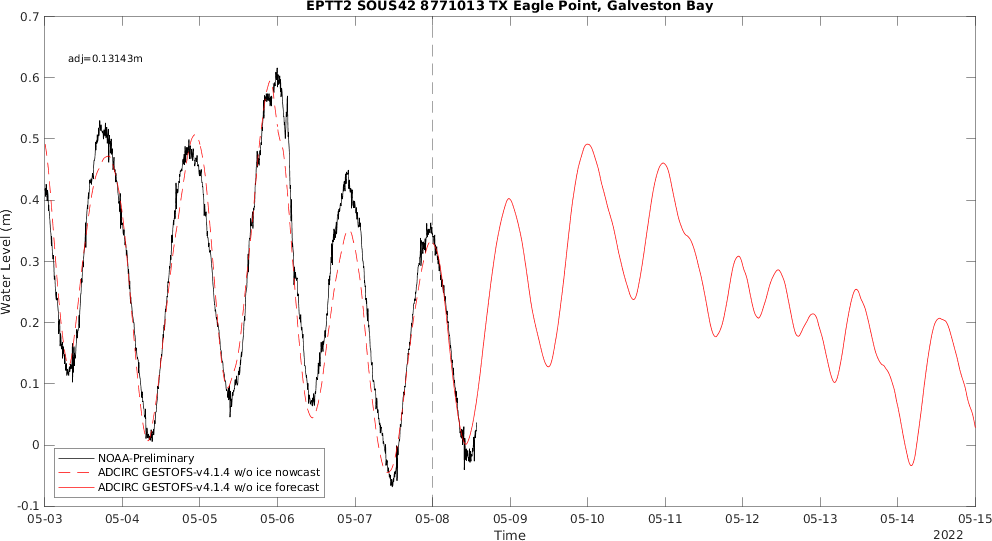 EPTT2 SOUS42 8771013 TX Eagle Point, Galveston Bay
0.7
adj=0.13143m
0.6
0.5
0.4
0.3
0.2
0.1
0
-0.1
Water Level (m)
NOAA-Preliminary
ADCIRC GESTOFS-v4.1.4 w/o ice nowcast
ADCIRC GESTOFS-v4.1.4 w/o ice forecast
05-03 05-04 05-05 05-06 05-07 05-08 05-09 05-10 05-11 05-12 05-13 05-14 05-15
Time
2022